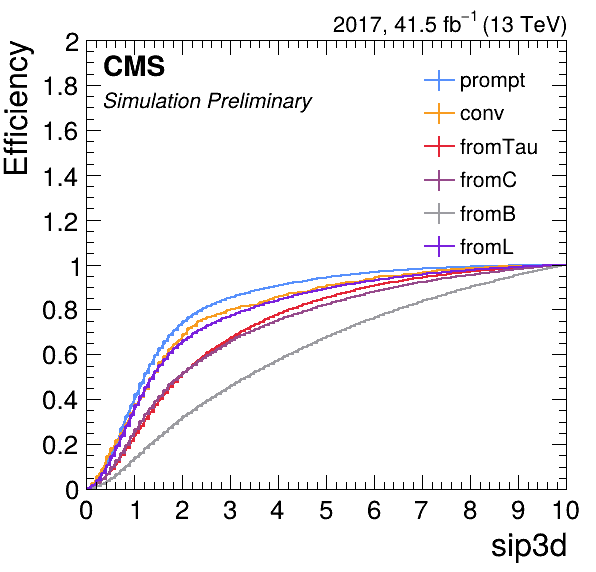 2017, 41.5 fb⁻¹ (13 TeV)
Efficiency
CMS
Simulation Preliminary
prompt
conv
fromTau
fromC
fromB
fromL
2
1.8
1.6
1.4
1.2
1
0.8
0.6
0.4
0.2
0
0 1 2 3 4 5 6 7 8 9 10
sip3d